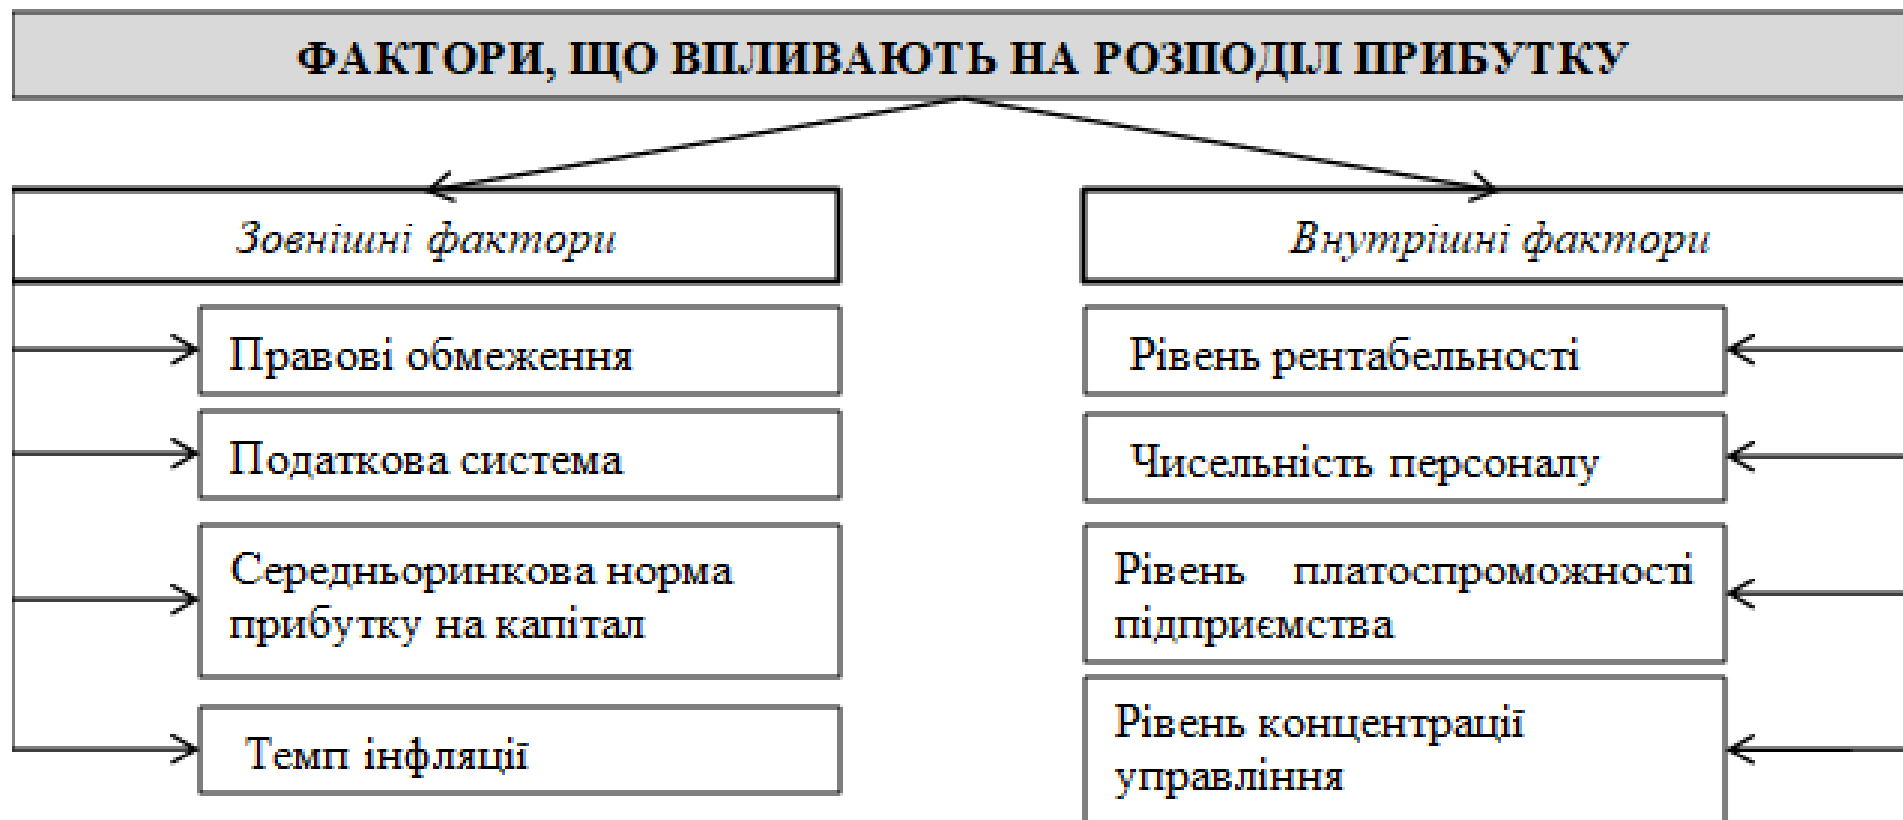 ФАКТОРИ, ЩО ВПЛИВАЮТЬ НА РОЗПОДІЛ ПРИБУТКУ
Зовнішні фактори
Правові обмеження
Податкова система
Середньоринкова норма
прибутку на капітал
Темп інфляції
Внутрішні фактори
Рівень рентабельності
Чисельність персоналу
Рівень платоспроможності
підприємства
Рівень концентрації
управління